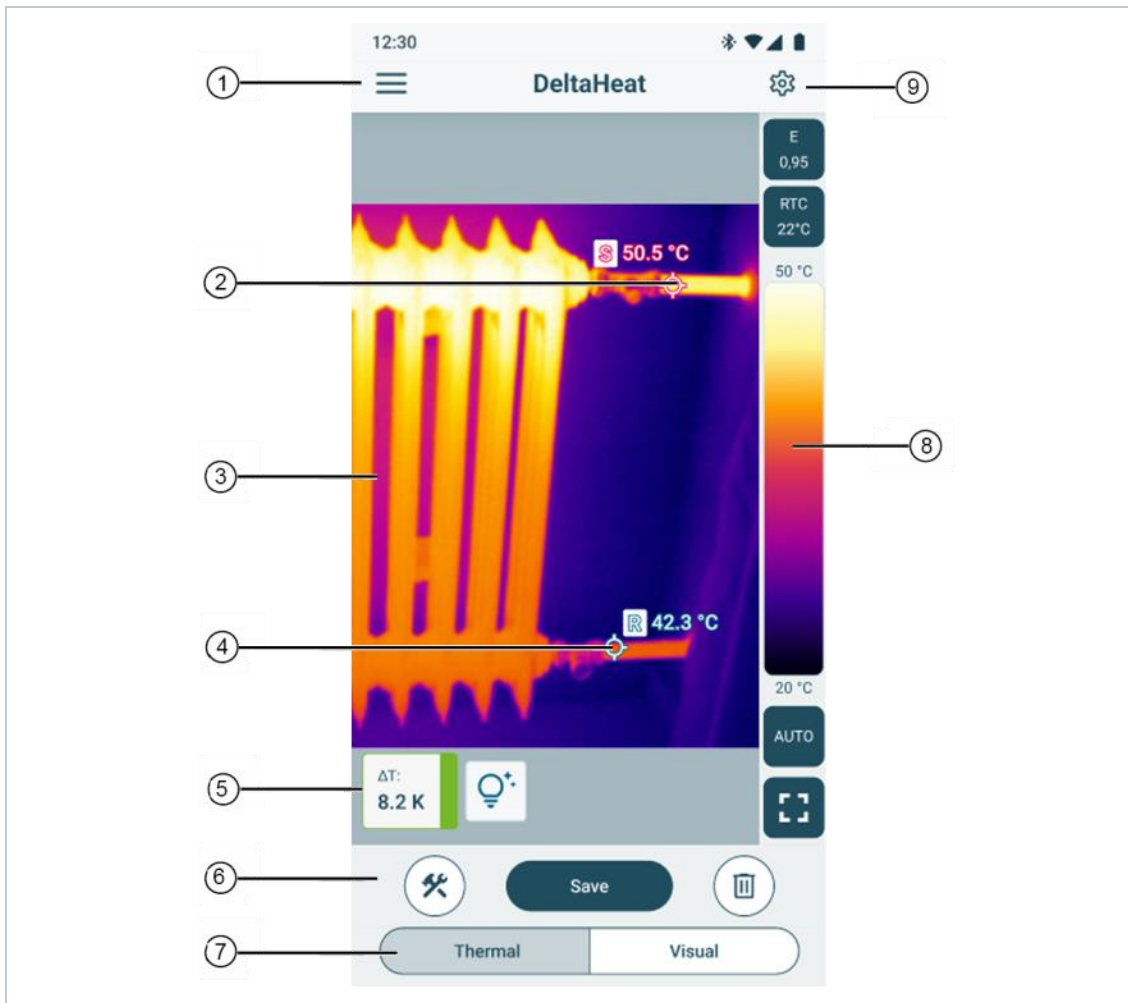 12:30
① DeltaHeat ⑨
E
0,95
RTC
22°C
S 50.5 °C
② 50 °C
③
⑧
R 42.3 °C
④
20 °C
AUTO
ΔT:
⑤ 8.2 K
⑥ Save
⑦ Thermal Visual